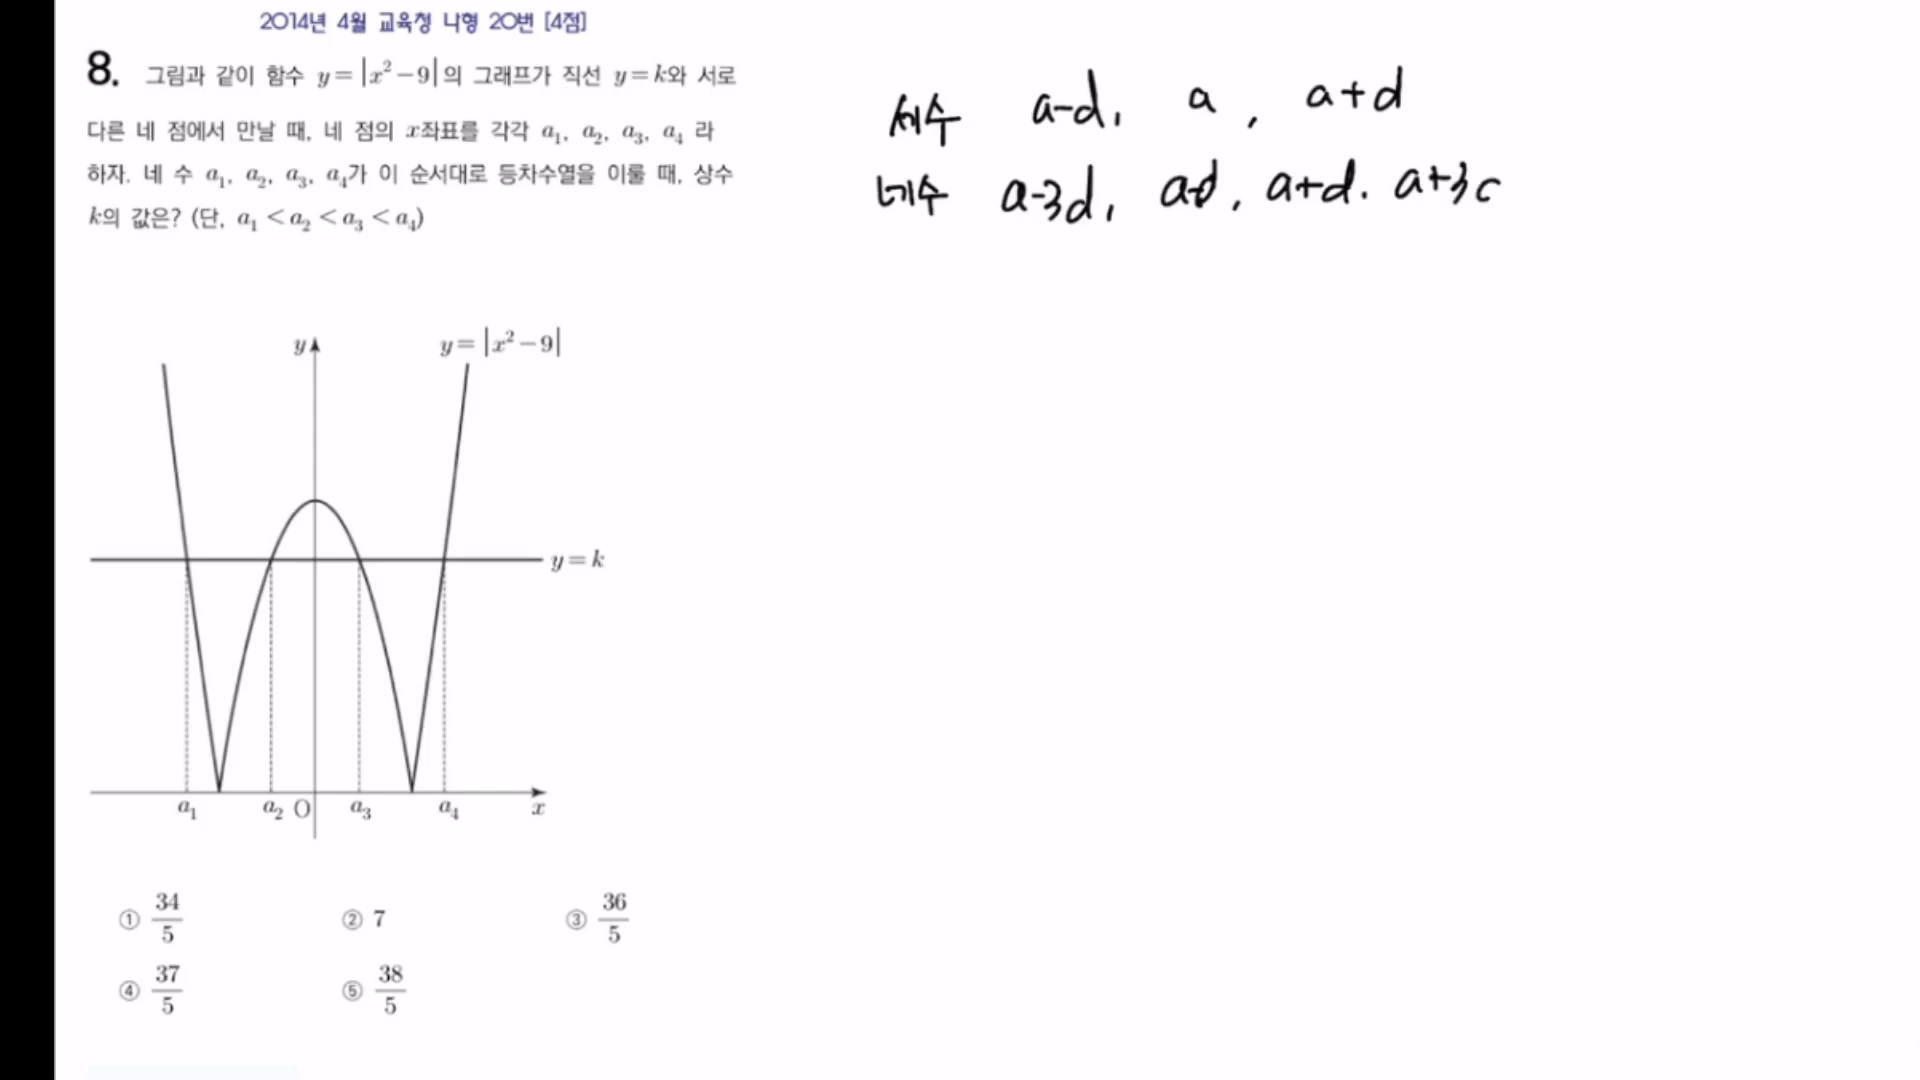 2014년 4월 교육청 나형 20번 [4점]
8. 그림과 같이 함수 y=|x²-9|의 그래프가 직선 y=k와 서로
다른 네 점에서 만날 때, 네 점의 x좌표를 각각 a₁, a₂, a₃, a₄ 라
하자. 네 수 a₁, a₂, a₃, a₄가 이 순서대로 등차수열을 이룰 때, 상수
k의 값은? (단, a₁<a₂<a₃<a₄)
세수 a-d, a, a+d
네수 a-3d, a-d, a+d. a+3c
y
y=|x²-9|
y=k
a₁ a₂ O a₃ a₄ x
① 34/5 ② 7 ③ 36/5
④ 37/5 ⑤ 38/5